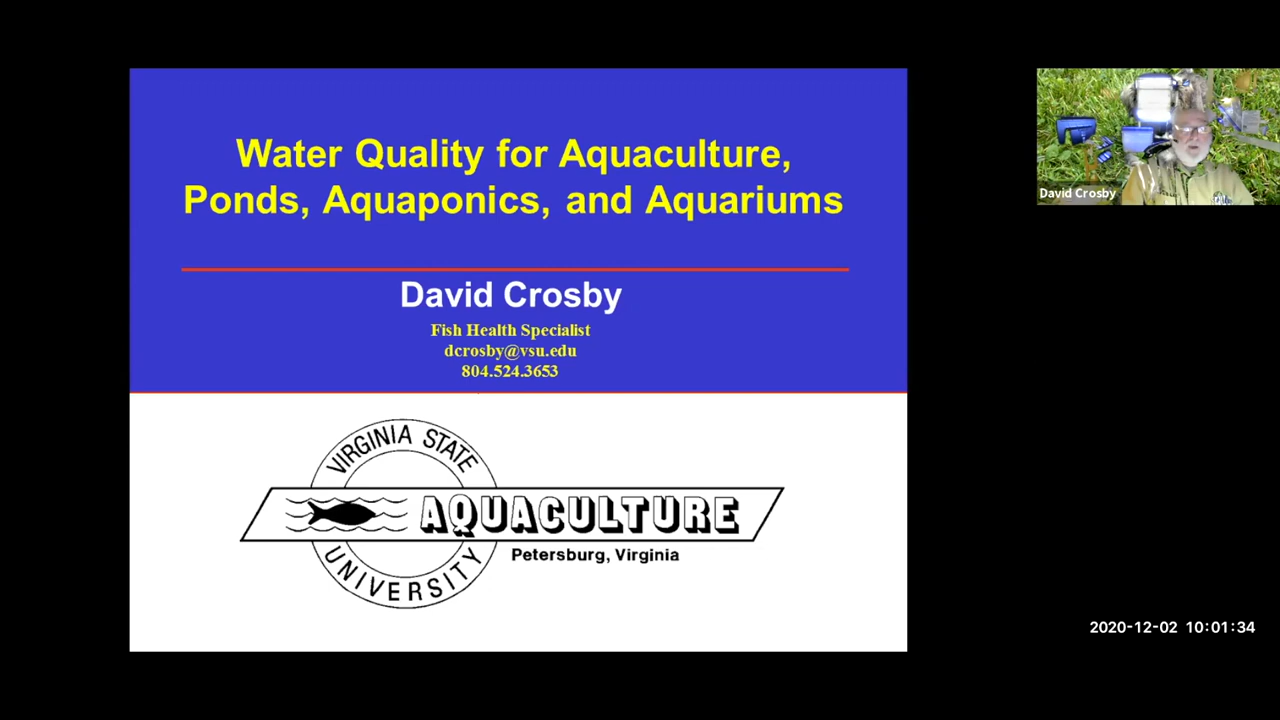 Water Quality for Aquaculture,
Ponds, Aquaponics, and Aquariums
David Crosby
Fish Health Specialist
dcrosby@vsu.edu
804.524.3653
VIRGINIA STATE
AQUACULTURE
Petersburg, Virginia
UNIVERSITY
David Crosby
2020-12-02 10:01:34